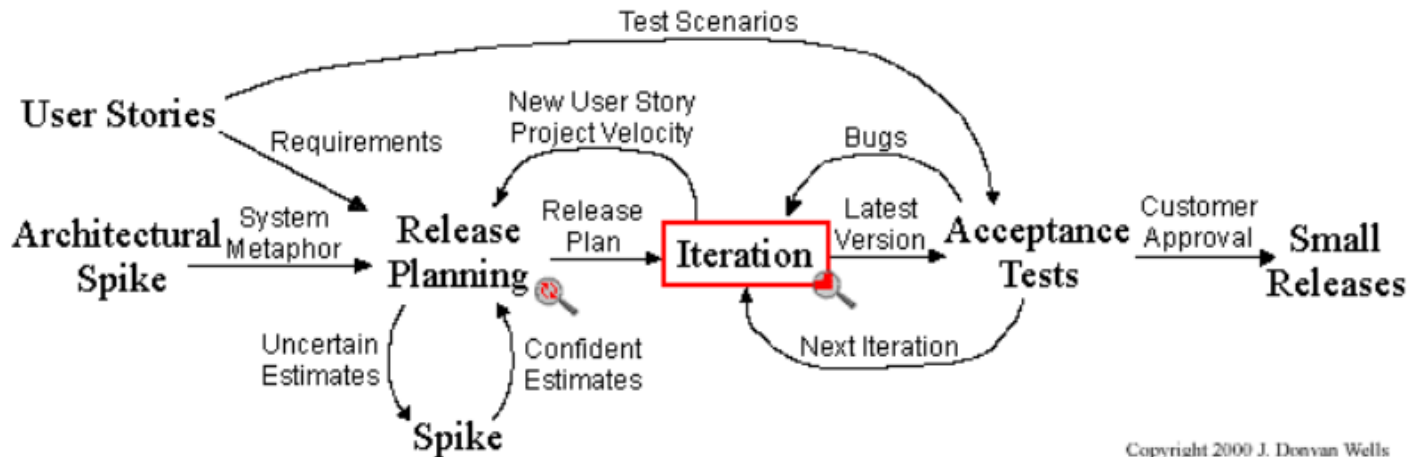 Test Scenarios
User Stories
Requirements
New User Story
Project Velocity
Bugs
Architectural
Spike
System
Metaphor
Release
Planning
Release
Plan
Iteration
Latest
Version
Acceptance
Tests
Customer
Approval
Small
Releases
Uncertain
Estimates
Confident
Estimates
Next Iteration
Spike
Copyright 2000 J. Donvan Wells